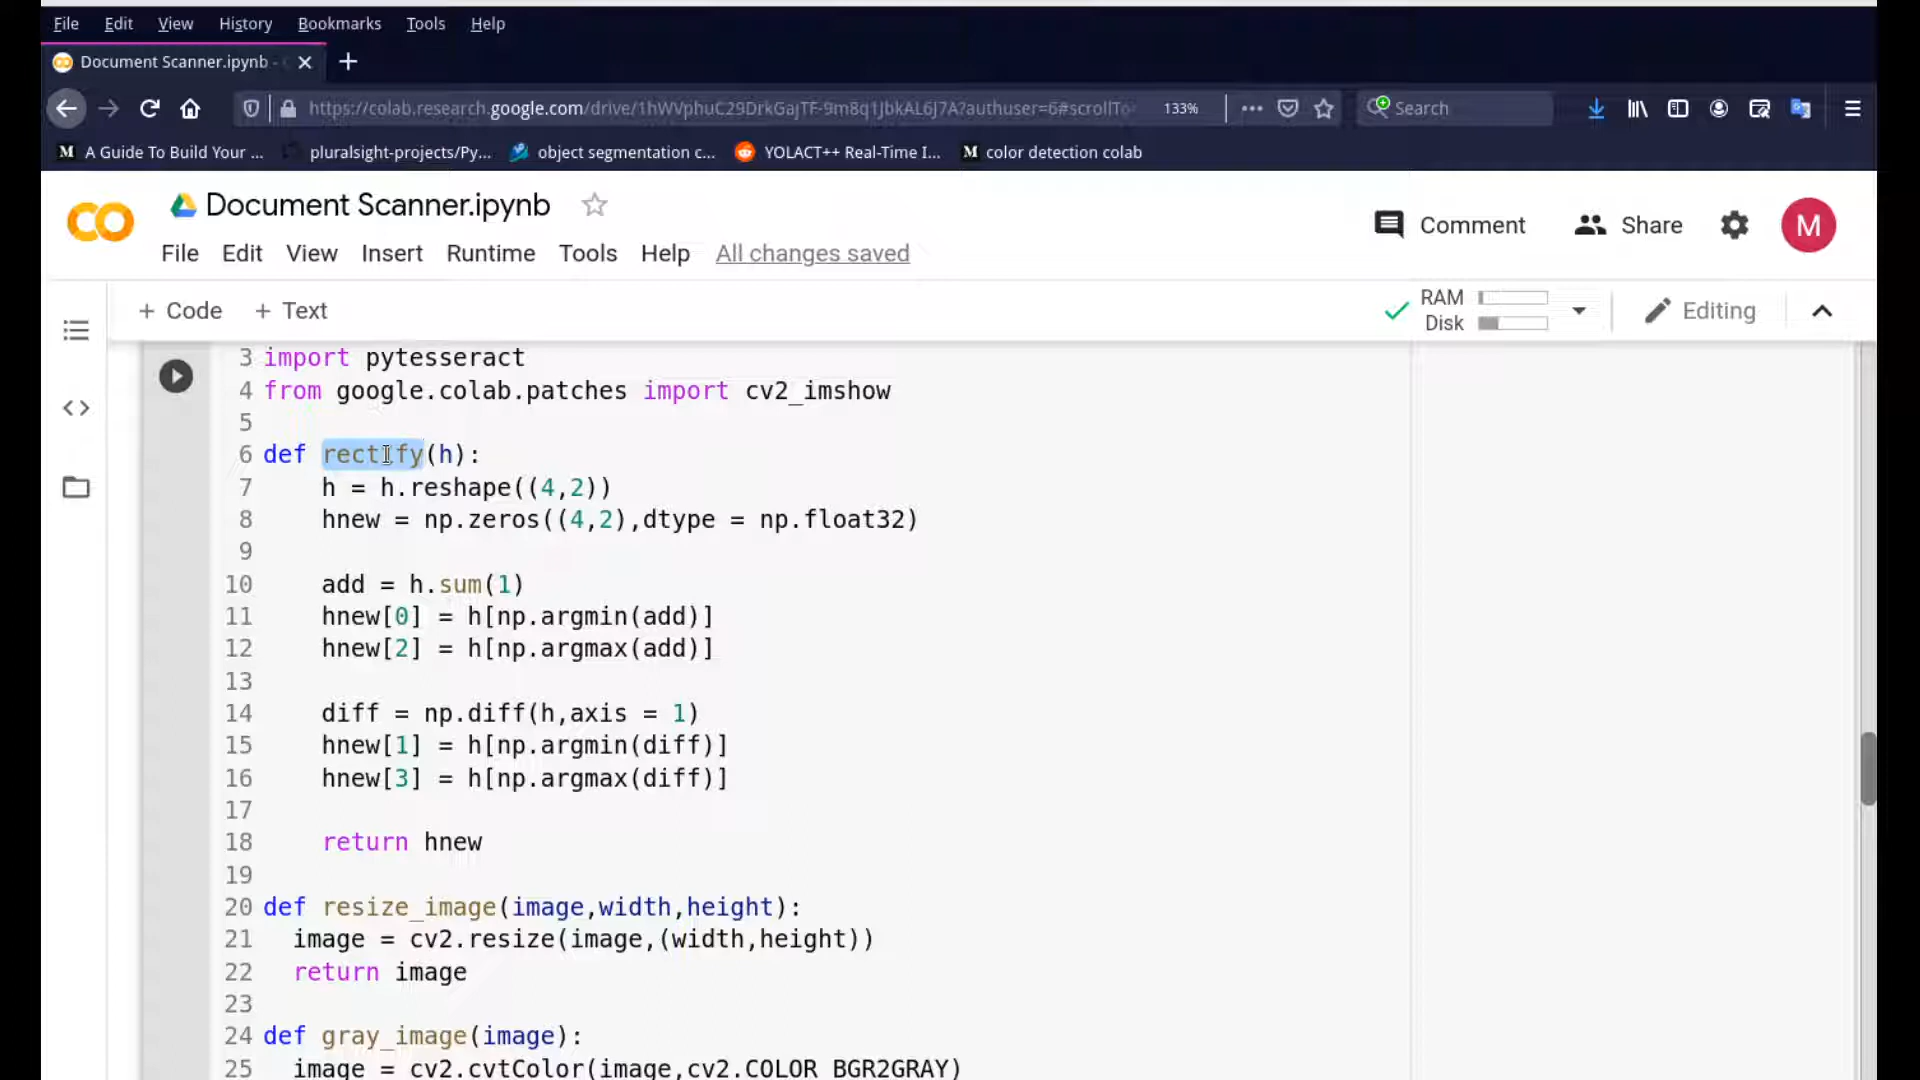 File Edit View History Bookmarks Tools Help
Document Scanner.ipynb -
https://colab.research.google.com/drive/1hWVphuC29DrkGajTF-9m8q1JbkAL6J7A?authuser=6#scrollTo 133% Search
A Guide To Build Your ... pluralsight-projects/Py... object segmentation c... YOLACT++ Real-Time I... color detection colab
Document Scanner.ipynb
Comment Share M
File Edit View Insert Runtime Tools Help All changes saved
+ Code + Text RAM Disk Editing
3 import pytesseract
4 from google.colab.patches import cv2_imshow
5
6 def rectify(h):
7 h = h.reshape((4,2))
8 hnew = np.zeros((4,2),dtype = np.float32)
9
10 add = h.sum(1)
11 hnew[0] = h[np.argmin(add)]
12 hnew[2] = h[np.argmax(add)]
13
14 diff = np.diff(h,axis = 1)
15 hnew[1] = h[np.argmin(diff)]
16 hnew[3] = h[np.argmax(diff)]
17
18 return hnew
19
20 def resize_image(image,width,height):
21 image = cv2.resize(image,(width,height))
22 return image
23
24 def gray_image(image):
25 image = cv2.cvtColor(image,cv2.COLOR_BGR2GRAY)